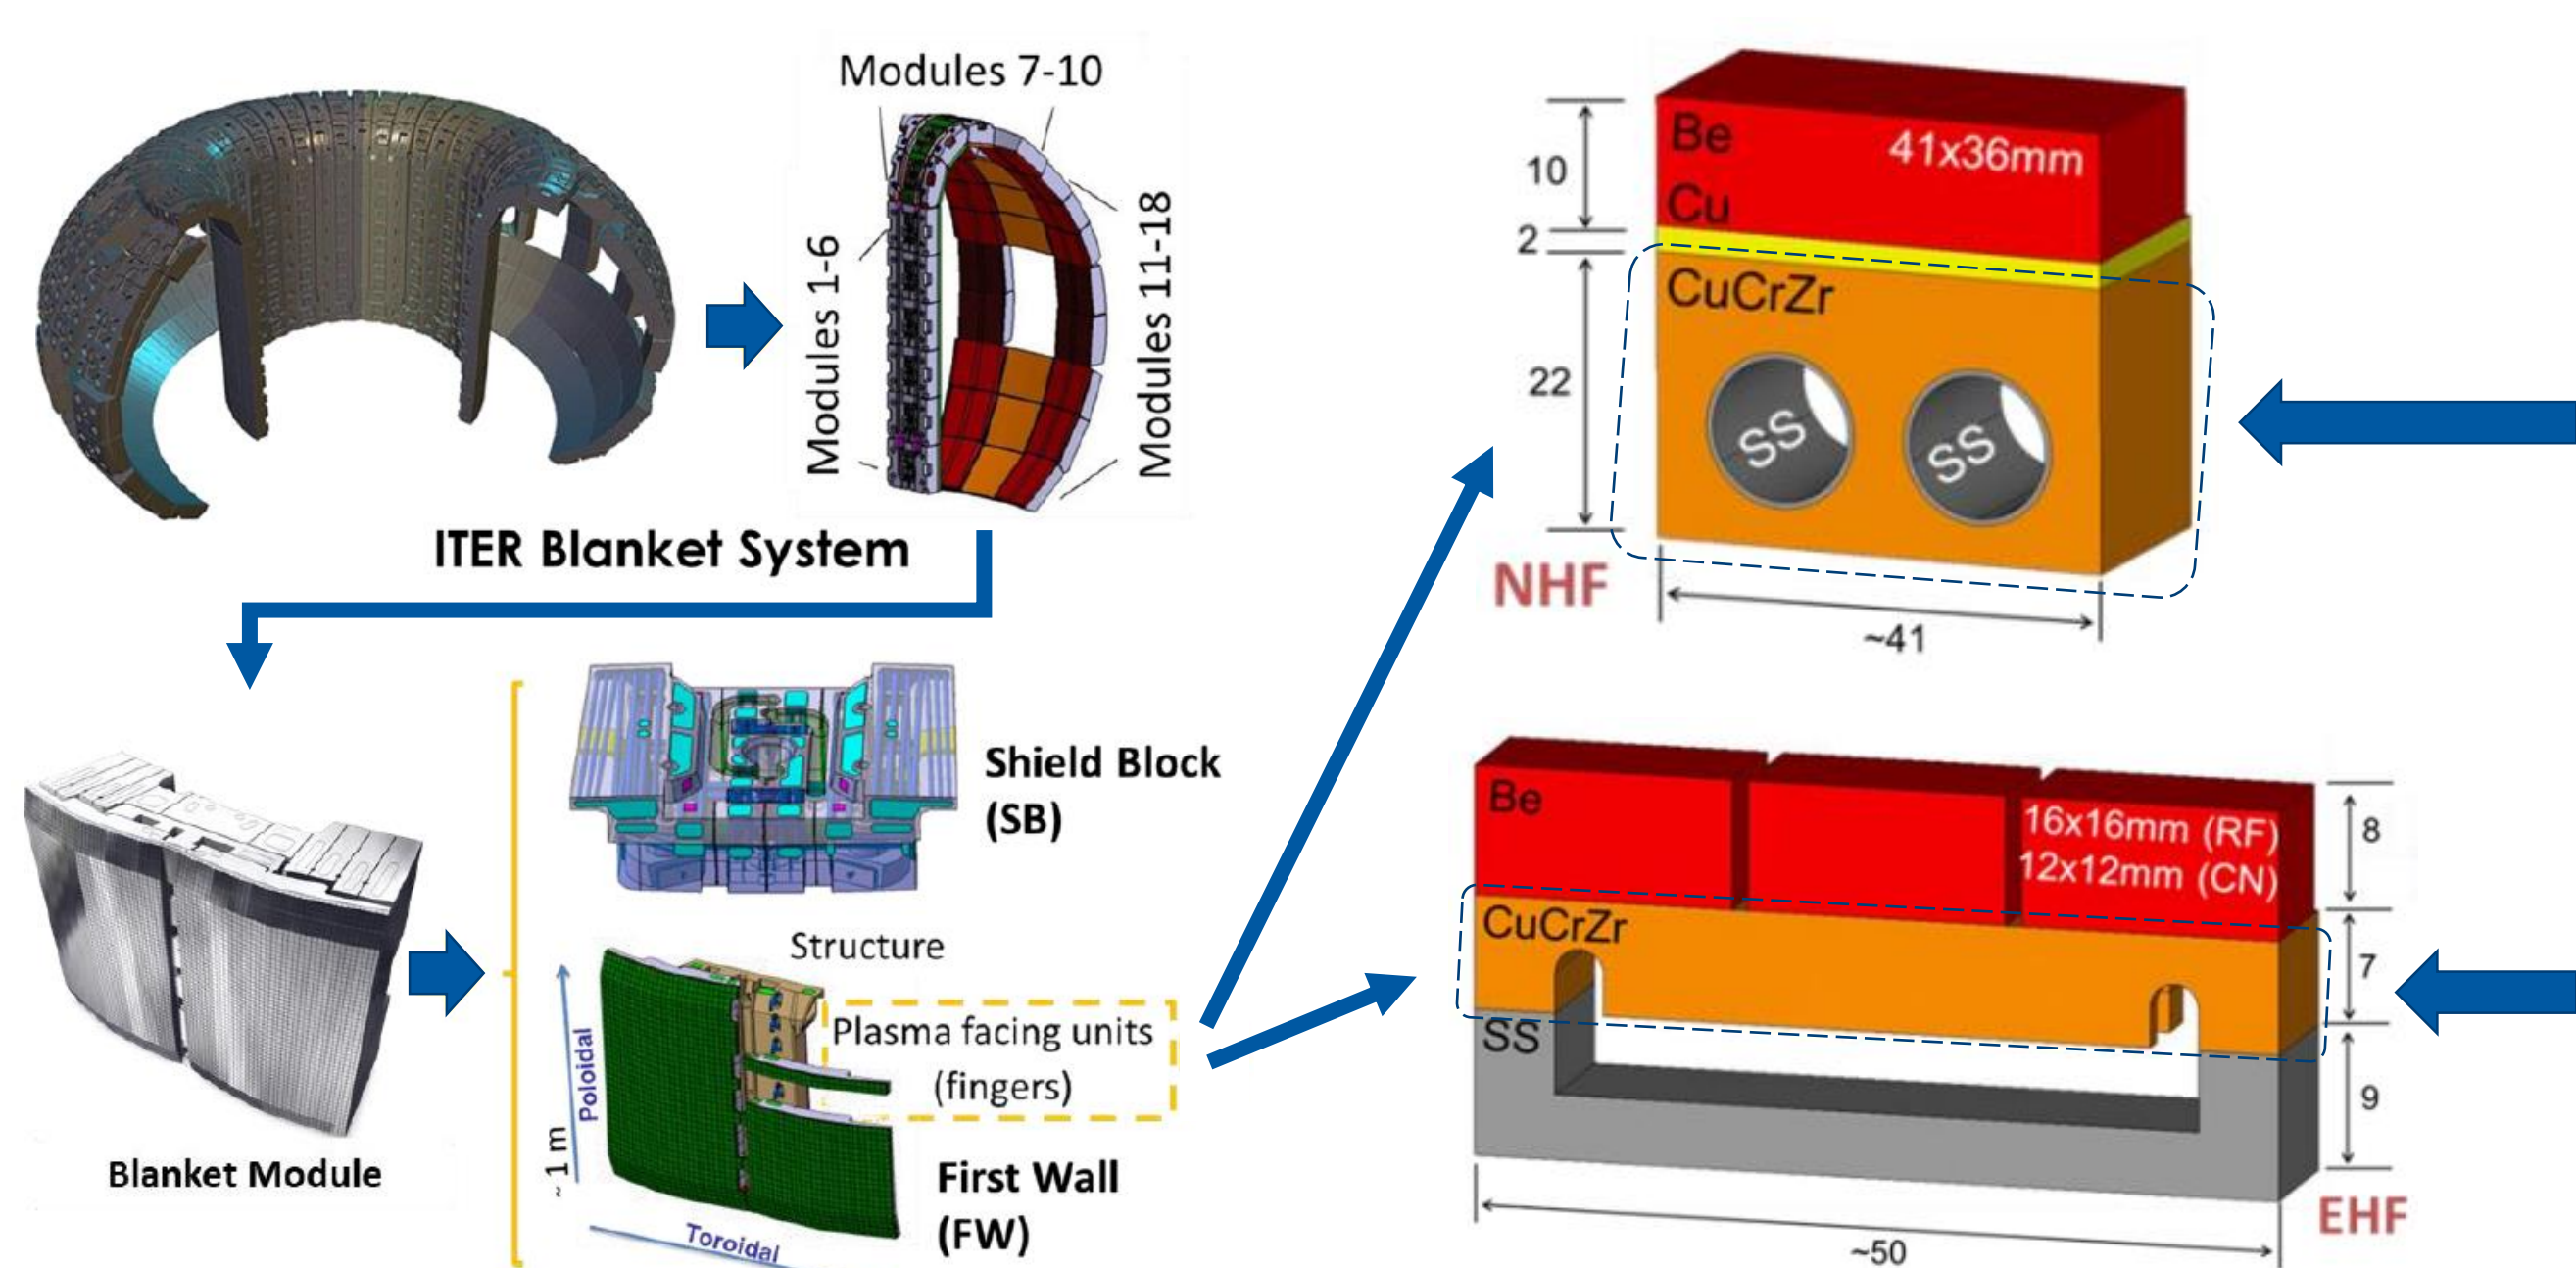 Modules 7-10
Modules 1-6
Modules 11-18
ITER Blanket System
Blanket Module
Shield Block
(SB)
Structure
Plasma facing units
(fingers)
Poloidal
~ 1 m
Toroidal
First Wall
(FW)
Be
41x36mm
Cu
CuCrZr
SS
SS
10
2
22
NHF
~41
Be
16x16mm (RF)
12x12mm (CN)
CuCrZr
SS
8
7
9
EHF
~50